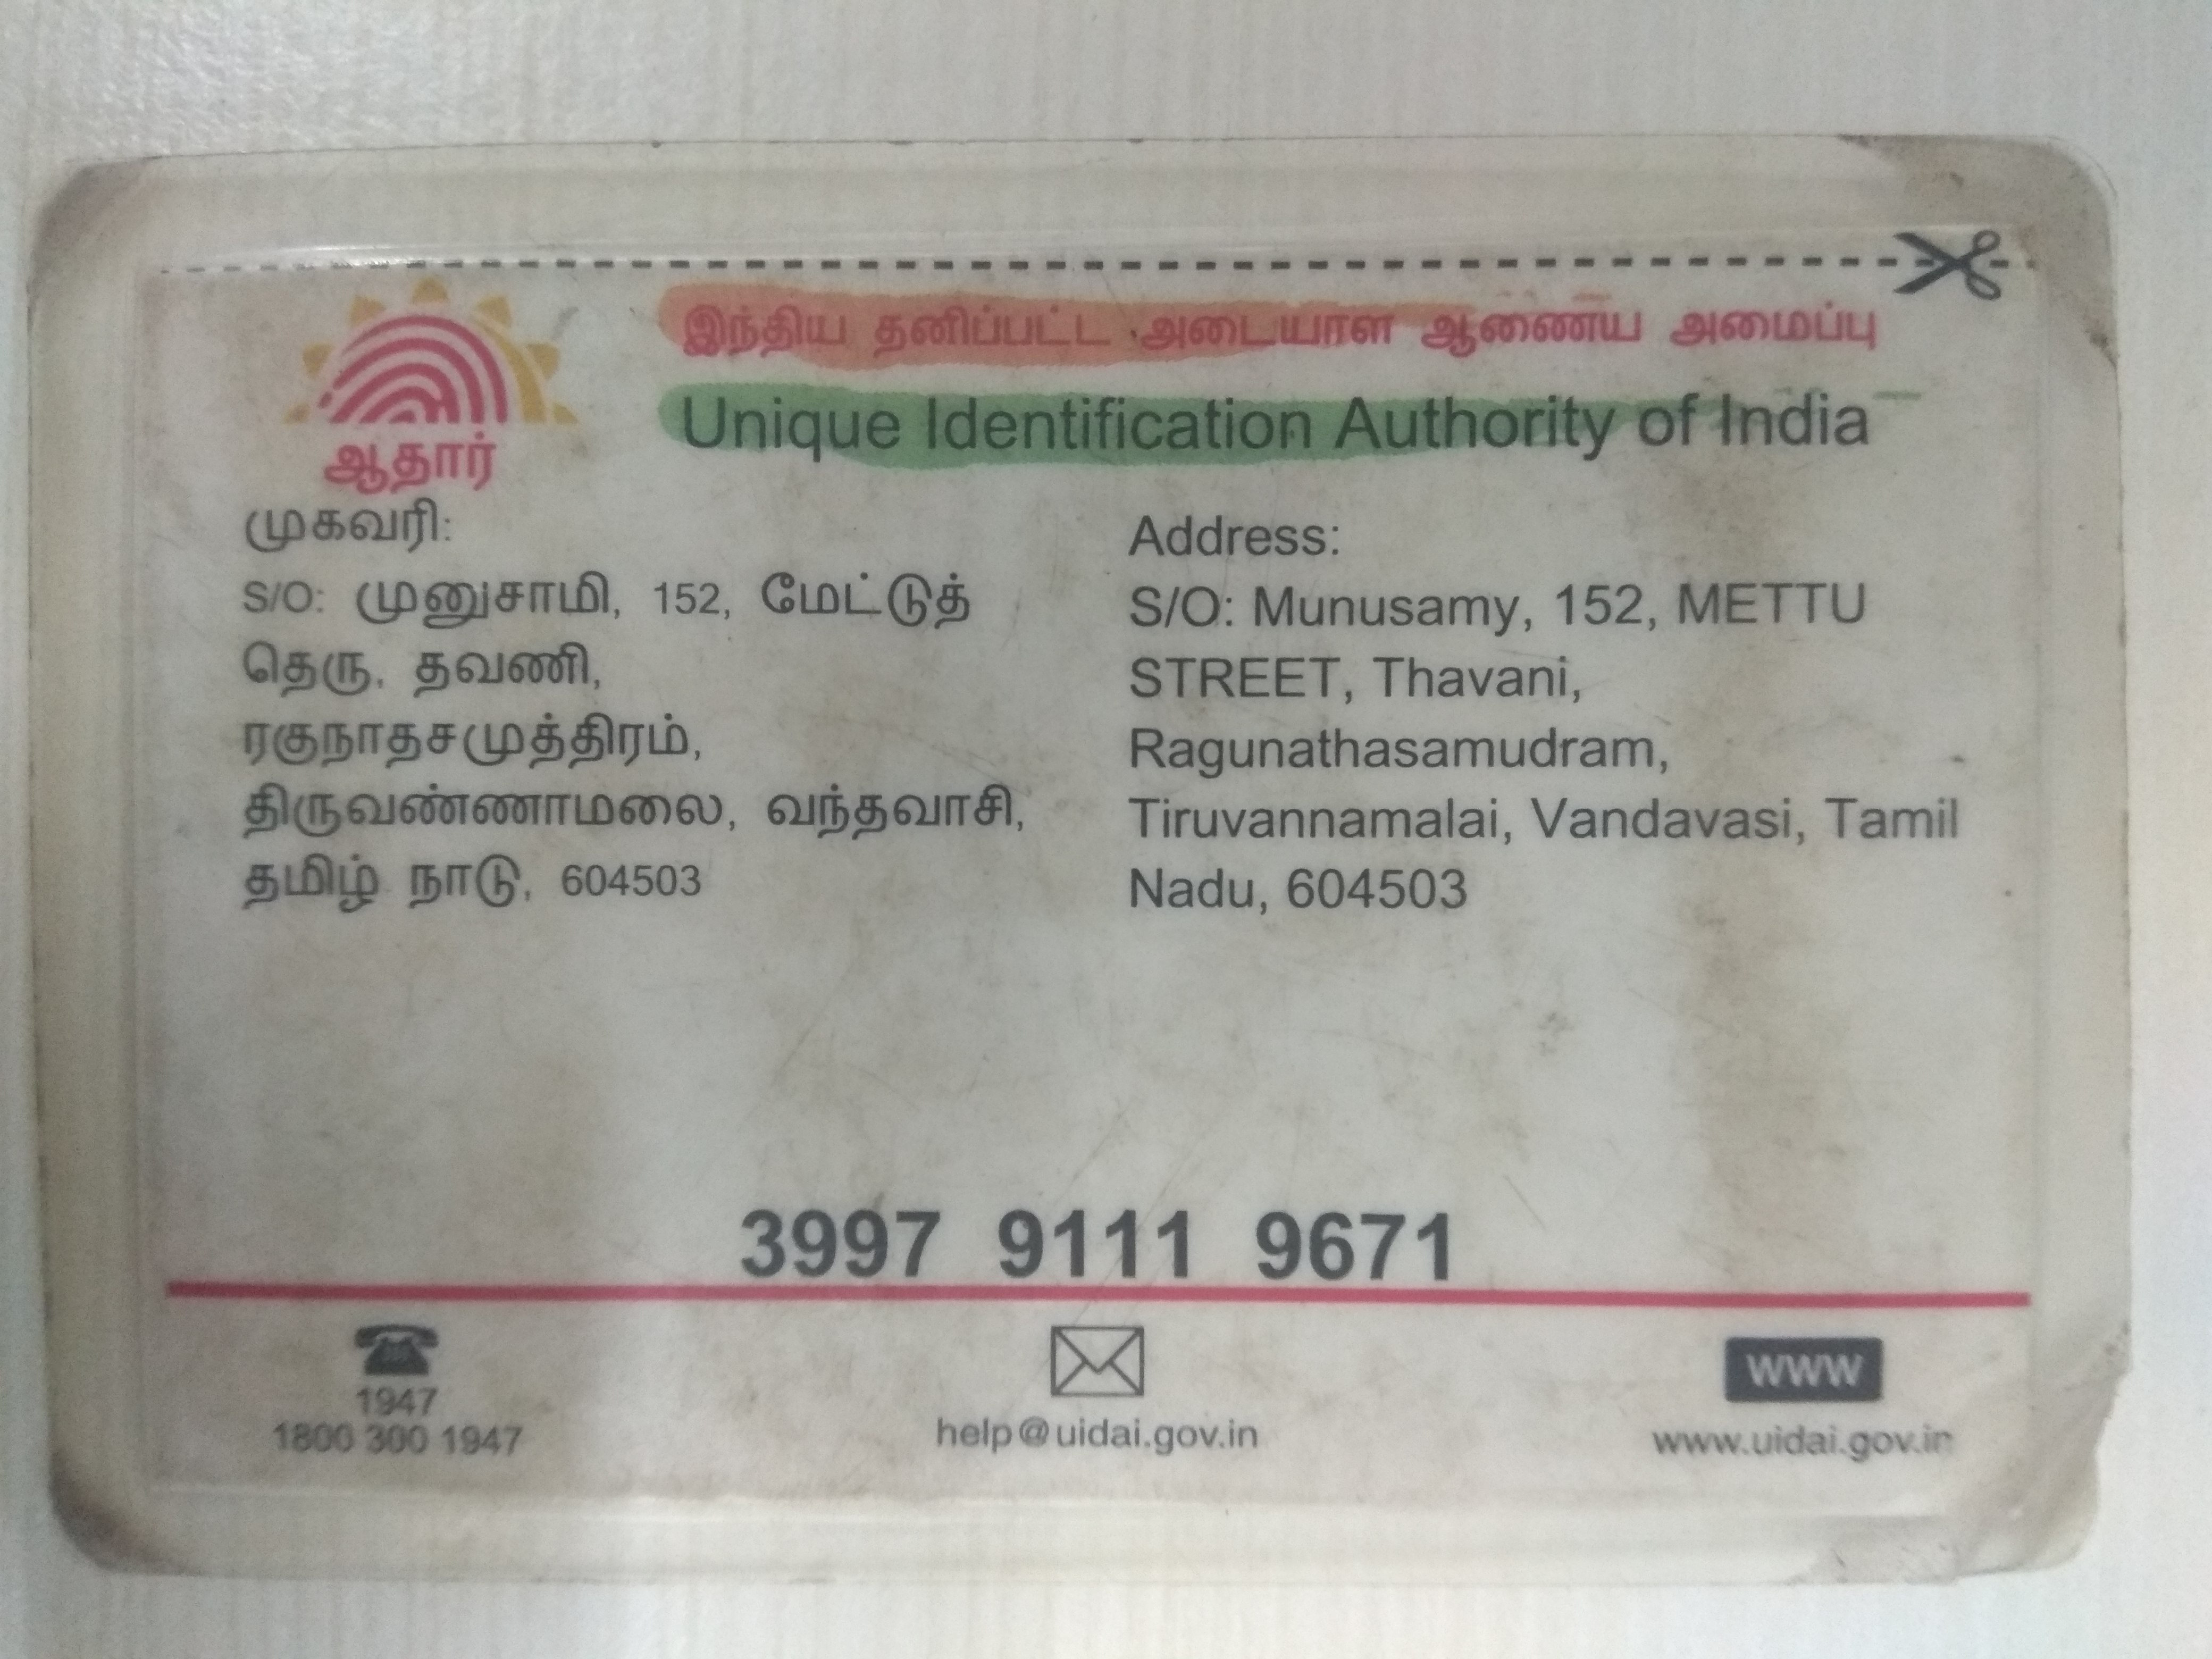 இந்திய தனிப்பட்ட அடையாள ஆணைய அமைப்பு
Unique Identification Authority of India
ஆதார்
முகவரி:
S/O: முனுசாமி, 152, மேட்டுத்
தெரு, தவணி,
ரகுநாதசமுத்திரம்,
திருவண்ணாமலை, வந்தவாசி,
தமிழ் நாடு, 604503
Address:
S/O: Munusamy, 152, METTU
STREET, Thavani,
Ragunathasamudram,
Tiruvannamalai, Vandavasi, Tamil
Nadu, 604503
3997 9111 9671
1947
1800 300 1947
help@uidai.gov.in
WWW
www.uidai.gov.in